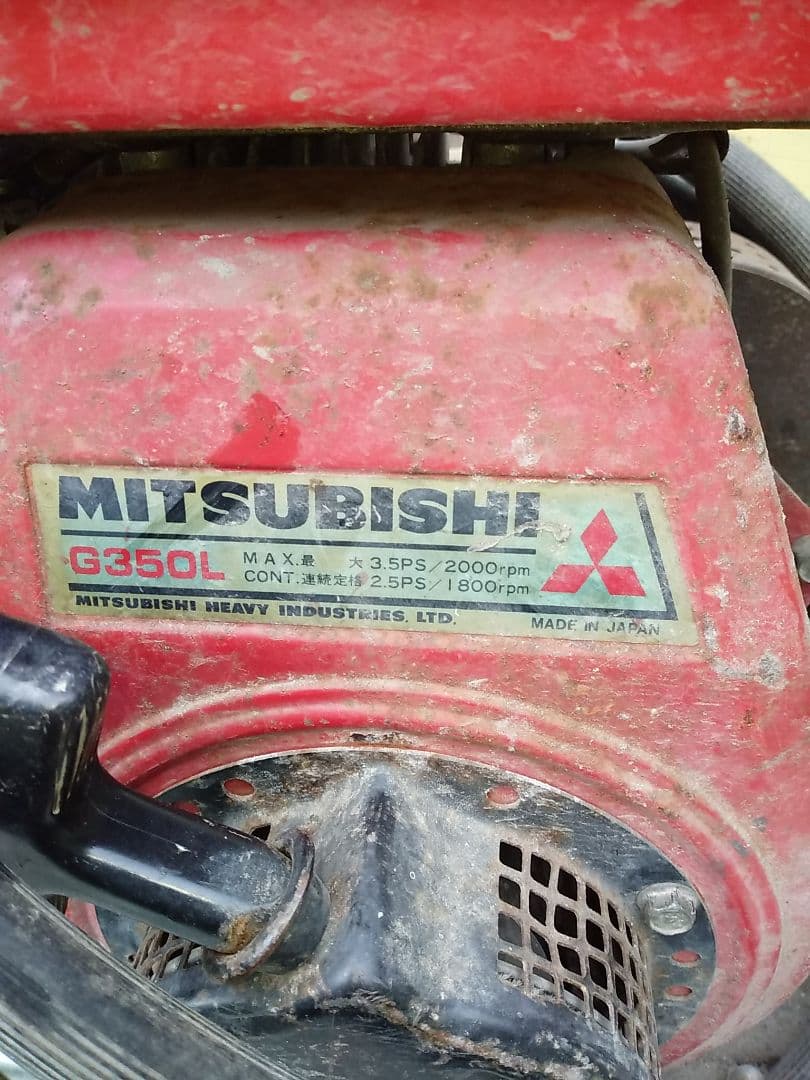 MITSUBISHI
G350L MAX.最 大 3.5PS/2000rpm
CONT.連続定格 2.5PS/1800rpm
MITSUBISHI HEAVY INDUSTRIES, LTD. MADE IN JAPAN